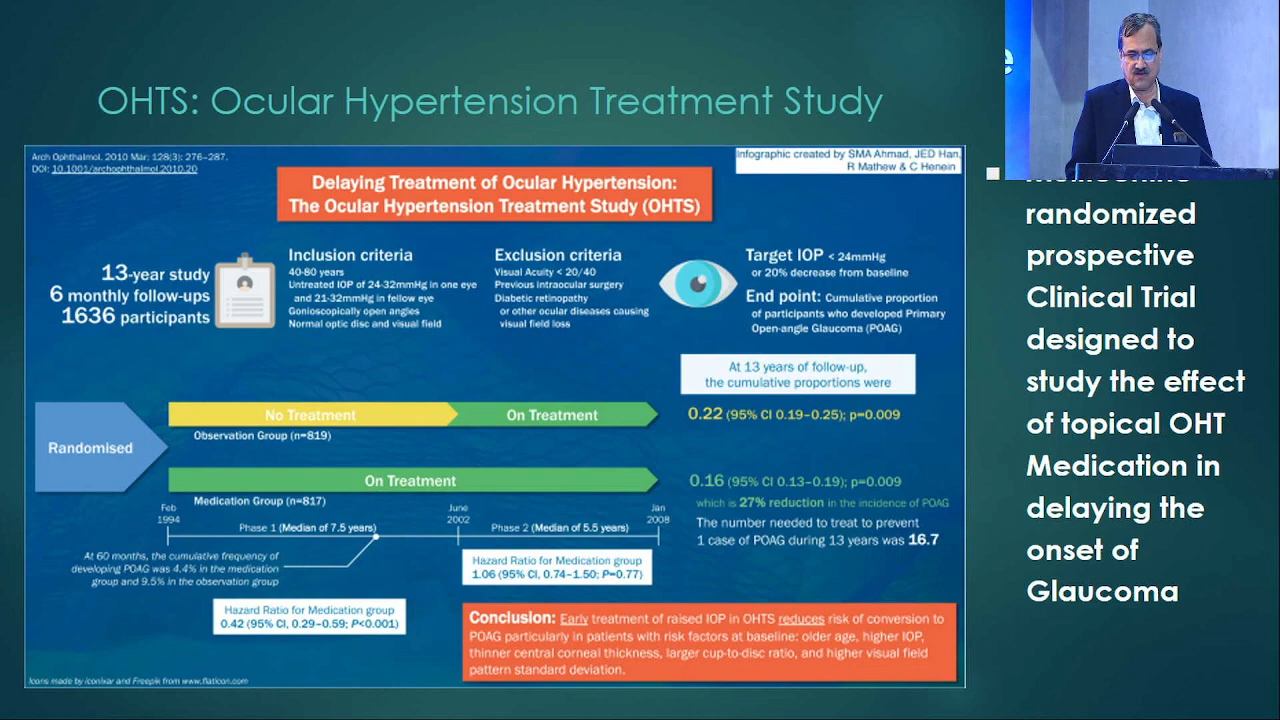 OHTS: Ocular Hypertension Treatment Study
Arch Ophthalmol. 2010 Mar; 128(3): 276–287.
DOI: 10.1001/archophthalmol.2010.20
Infographic created by SMA Ahmad, JED Han,
R Mathew & C Henein
Delaying Treatment of Ocular Hypertension:
The Ocular Hypertension Treatment Study (OHTS)
13-year study
6 monthly follow-ups
1636 participants
Inclusion criteria
40-80 years
Untreated IOP of 24-32mmHg in one eye
and 21-32mmHg in fellow eye
Gonioscopically open angles
Normal optic disc and visual field
Exclusion criteria
Visual Acuity < 20/40
Previous intraocular surgery
Diabetic retinopathy
or other ocular diseases causing
visual field loss
Target IOP < 24mmHg
or 20% decrease from baseline
End point: Cumulative proportion
of participants who developed Primary
Open-angle Glaucoma (POAG)
At 13 years of follow-up,
the cumulative proportions were
Randomised
No Treatment
On Treatment
0.22 (95% CI 0.19–0.25); p=0.009
Observation Group (n=819)
On Treatment
0.16 (95% CI 0.13–0.19); p=0.009
Medication Group (n=817)
which is 27% reduction in the incidence of POAG
The number needed to treat to prevent
1 case of POAG during 13 years was 16.7
Feb
1994
June
2002
Jan
2008
Phase 1 (Median of 7.5 years)
Phase 2 (Median of 5.5 years)
At 60 months, the cumulative frequency of
developing POAG was 4.4% in the medication
group and 9.5% in the observation group
Hazard Ratio for Medication group
1.06 (95% CI, 0.74–1.50; P=0.77)
Hazard Ratio for Medication group
0.42 (95% CI, 0.29–0.59; P<0.001)
Conclusion: Early treatment of raised IOP in OHTS reduces risk of conversion to
POAG particularly in patients with risk factors at baseline: older age, higher IOP,
thinner central corneal thickness, larger cup-to-disc ratio, and higher visual field
pattern standard deviation.
Icons made by iconixar and Freepik from www.flaticon.com
randomized
prospective
Clinical Trial
designed to
study the effect
of topical OHT
Medication in
delaying the
onset of
Glaucoma